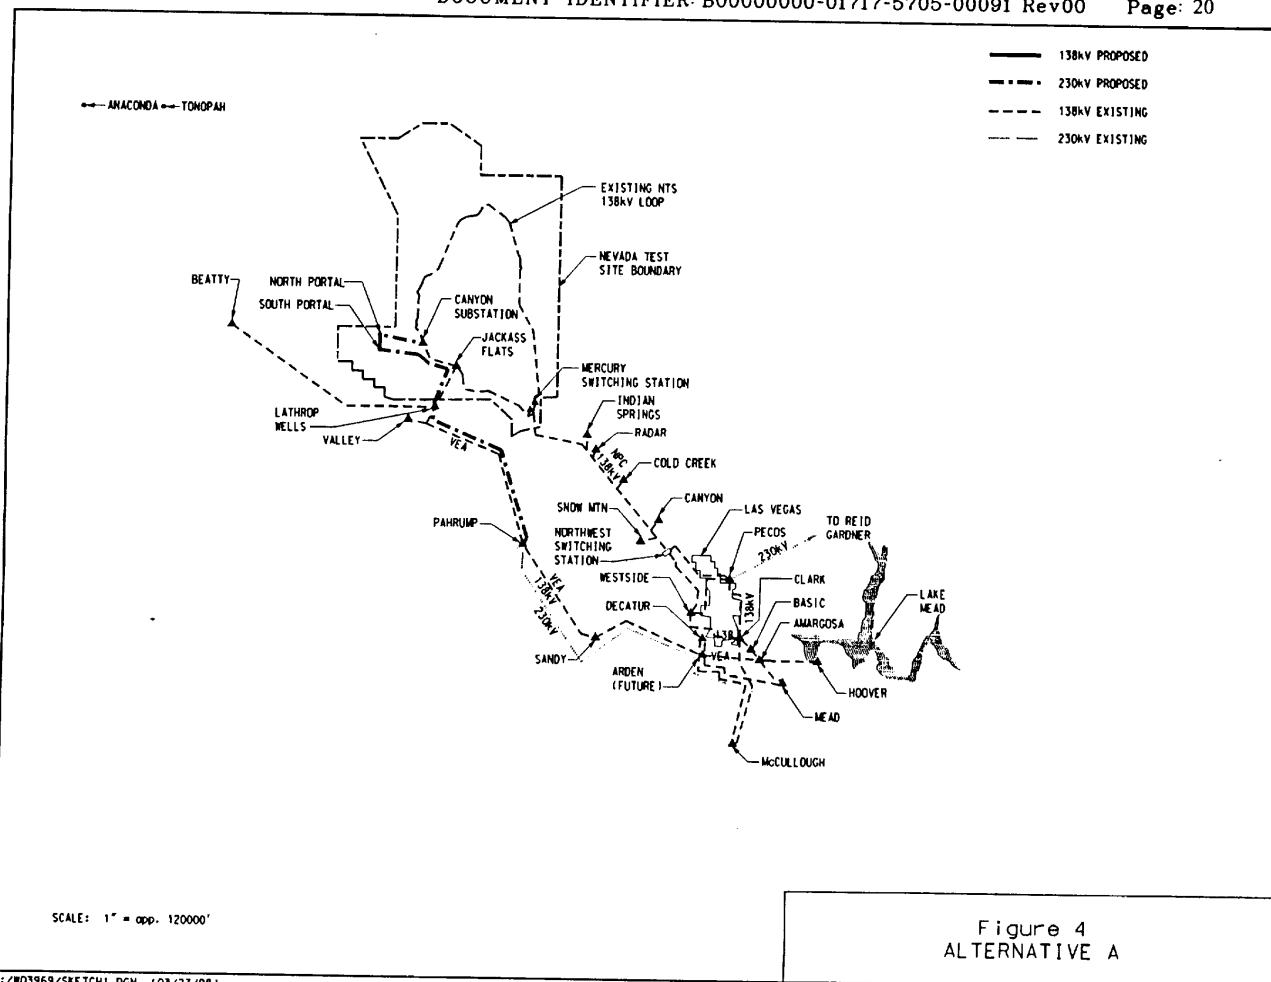 DOCUMENT IDENTIFIER: B00000000-01717-5705-00091 Rev00 Page: 20
138kV PROPOSED
230kV PROPOSED
138kV EXISTING
230kV EXISTING
ANACONDA TONOPAH
EXISTING NTS
138kV LOOP
NEVADA TEST
SITE BOUNDARY
BEATTY
NORTH PORTAL
SOUTH PORTAL
CANYON
SUBSTATION
JACKASS
FLATS
MERCURY
SWITCHING STATION
INDIAN
SPRINGS
RADAR
LATHROP
WELLS
VALLEY
VEA
NPC
138kV
COLD CREEK
CANYON
SNOW MTN
LAS VEGAS
PAHRUMP
NORTHWEST
SWITCHING
STATION
PECOS
TO REID
GARDNER
230kV
WESTSIDE
CLARK
VEA
138kV
230kV
DECATUR
138kV
BASIC
LAKE
MEAD
AMARGOSA
138
SANDY
VEA
ARDEN
(FUTURE)
HOOVER
MEAD
McCULLOUGH
SCALE: 1" = app. 120000'
Figure 4
ALTERNATIVE A